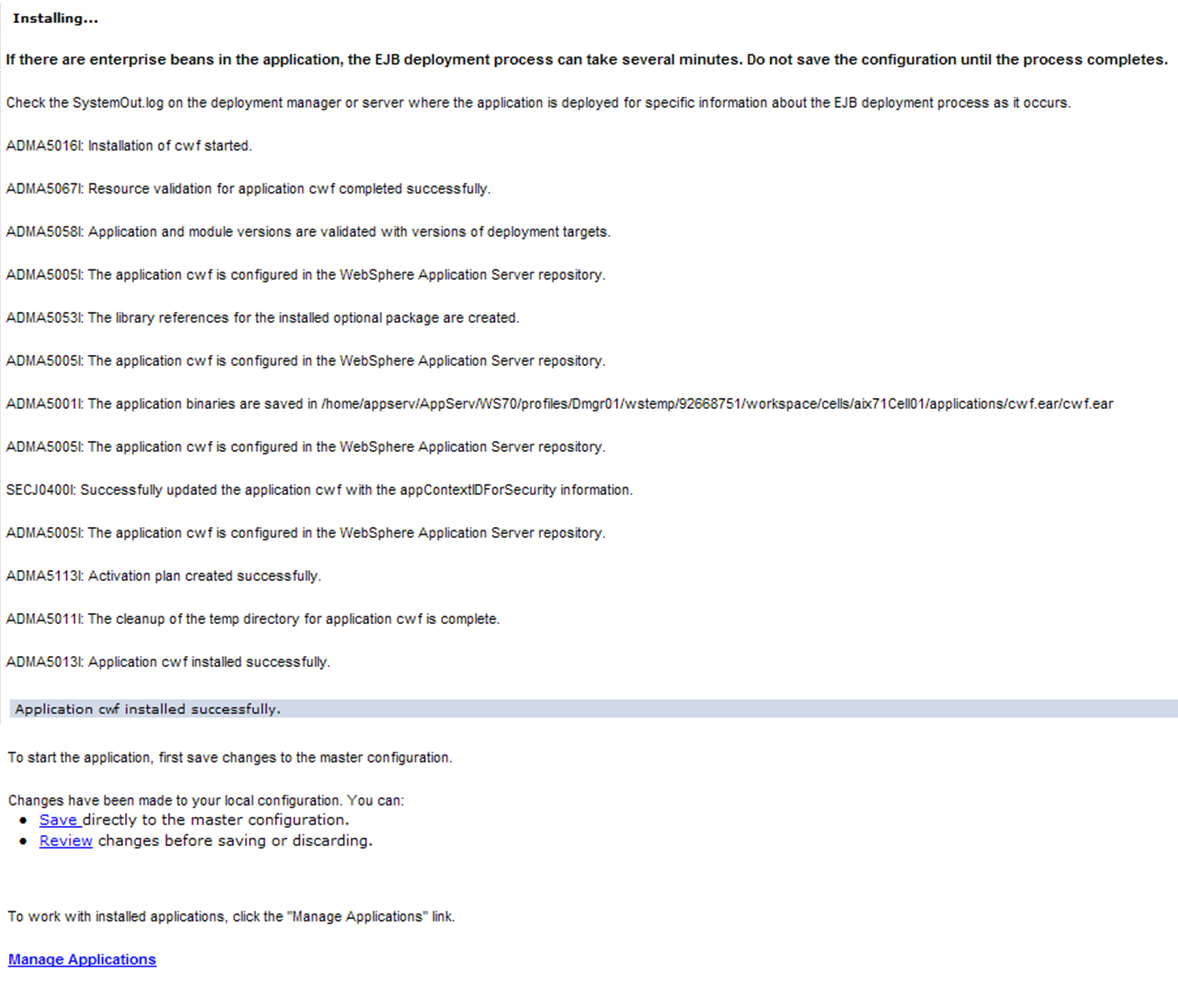 Installing...
If there are enterprise beans in the application, the EJB deployment process can take several minutes. Do not save the configuration until the process completes.
Check the SystemOut.log on the deployment manager or server where the application is deployed for specific information about the EJB deployment process as it occurs.
ADMA5016I: Installation of cwf started.
ADMA5067I: Resource validation for application cwf completed successfully.
ADMA5058I: Application and module versions are validated with versions of deployment targets.
ADMA5005I: The application cwf is configured in the WebSphere Application Server repository.
ADMA5053I: The library references for the installed optional package are created.
ADMA5005I: The application cwf is configured in the WebSphere Application Server repository.
ADMA5001I: The application binaries are saved in /home/appserv/AppServ/WS70/profiles/Dmgr01/wstemp/92668751/workspace/cells/aix71Cell01/applications/cwf.ear/cwf.ear
ADMA5005I: The application cwf is configured in the WebSphere Application Server repository.
SECJ0400I: Successfully updated the application cwf with the appContextIDForSecurity information.
ADMA5005I: The application cwf is configured in the WebSphere Application Server repository.
ADMA5113I: Activation plan created successfully.
ADMA5011I: The cleanup of the temp directory for application cwf is complete.
ADMA5013I: Application cwf installed successfully.
Application cwf installed successfully.
To start the application, first save changes to the master configuration.
Changes have been made to your local configuration. You can:
• Save directly to the master configuration.
• Review changes before saving or discarding.
To work with installed applications, click the "Manage Applications" link.
Manage Applications